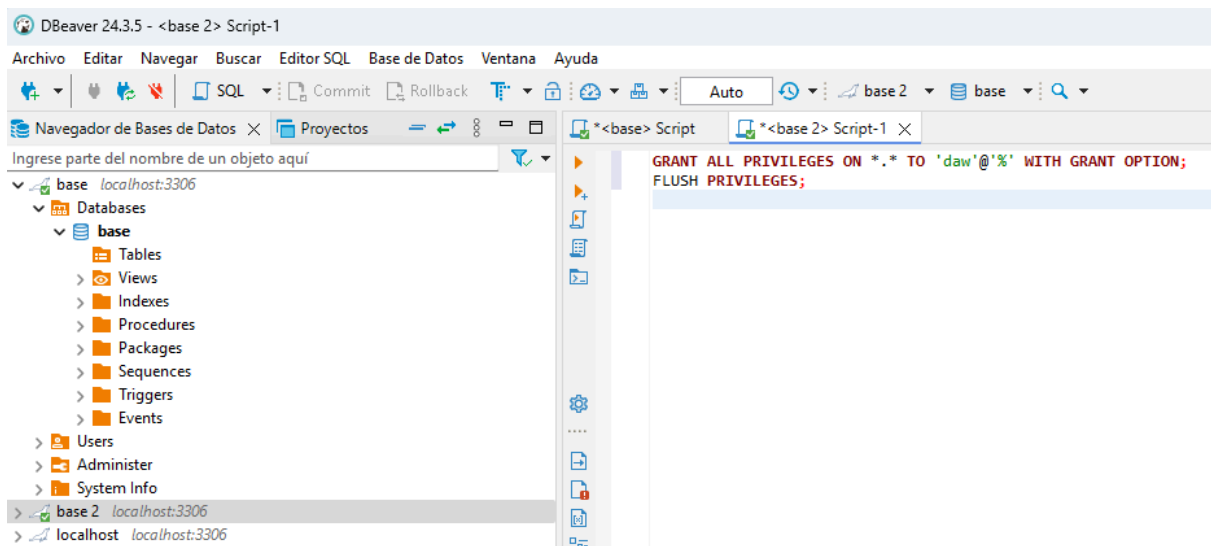 DBeaver 24.3.5 - <base 2> Script-1
Archivo Editar Navegar Buscar Editor SQL Base de Datos Ventana Ayuda
SQL Commit Rollback Auto base 2 base
Navegador de Bases de Datos Proyectos *<base> Script *<base 2> Script-1
Ingrese parte del nombre de un objeto aquí
GRANT ALL PRIVILEGES ON *.* TO 'daw'@'%' WITH GRANT OPTION;
FLUSH PRIVILEGES;
base localhost:3306
Databases
base
Tables
Views
Indexes
Procedures
Packages
Sequences
Triggers
Events
Users
Administer
System Info
base 2 localhost:3306
localhost localhost:3306